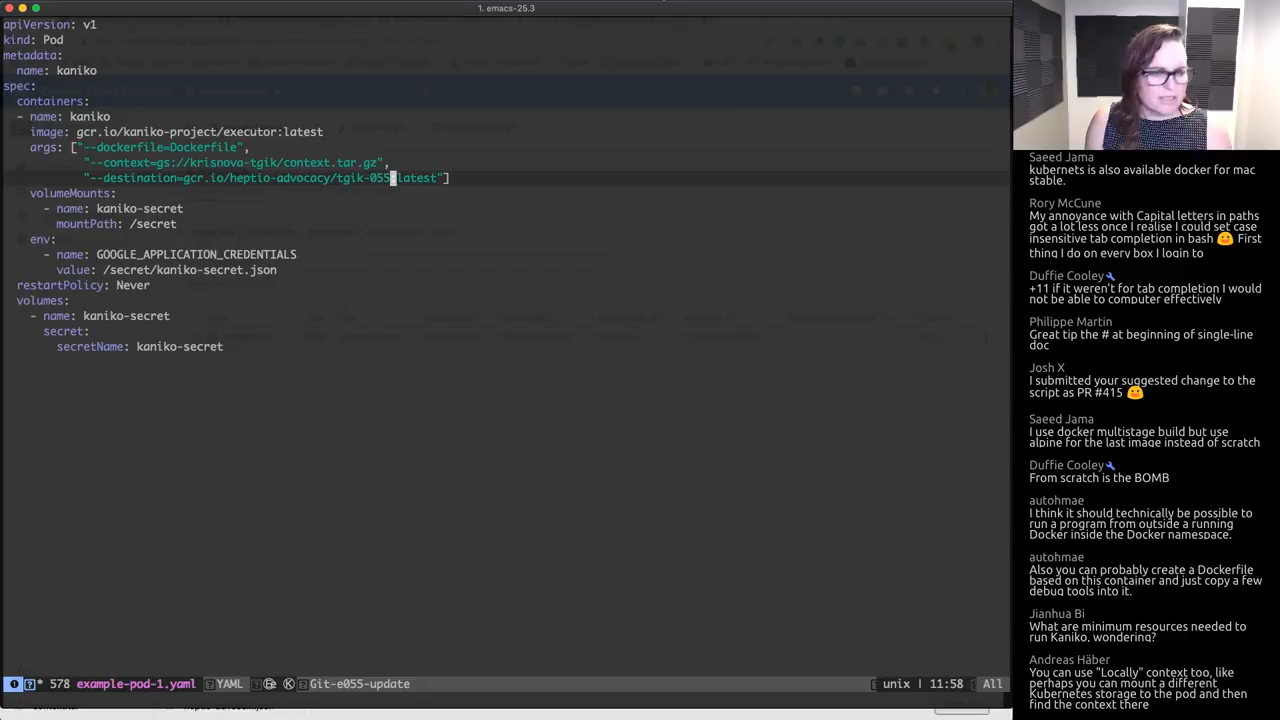 1. emacs-25.3
apiVersion: v1
kind: Pod
metadata:
name: kaniko
spec:
containers:
- name: kaniko
image: gcr.io/kaniko-project/executor:latest
args: ["--dockerfile=Dockerfile",
"--context=gs://krisnova-tgik/context.tar.gz",
"--destination=gcr.io/heptio-advocacy/tgik-055:latest"]
volumeMounts:
- name: kaniko-secret
mountPath: /secret
env:
- name: GOOGLE_APPLICATION_CREDENTIALS
value: /secret/kaniko-secret.json
restartPolicy: Never
volumes:
- name: kaniko-secret
secret:
secretName: kaniko-secret
* 578 example-pod-1.yaml YAML Git-e055-update unix | 11:58 All
Saeed Jama
kubernets is also available docker for mac
stable.
Rory McCune
My annoyance with Capital letters in paths
got a lot less once I realise I could set case
insensitive tab completion in bash First
thing I do on every box I login to
Duffie Cooley
+11 if it weren't for tab completion I would
not be able to computer effectively
Philippe Martin
Great tip the # at beginning of single-line
doc
Josh X
I submitted your suggested change to the
script as PR #415
Saeed Jama
I use docker multistage build but use
alpine for the last image instead of scratch
Duffie Cooley
From scratch is the BOMB
autohmae
I think it should technically be possible to
run a program from outside a running
Docker inside the Docker namespace.
autohmae
Also you can probably create a Dockerfile
based on this container and just copy a few
debug tools into it.
Jianhua Bi
What are minimum resources needed to
run Kaniko, wondering?
Andreas Häber
You can use "Locally" context too, like
perhaps you can mount a different
Kubernetes storage to the pod and then
find the context there